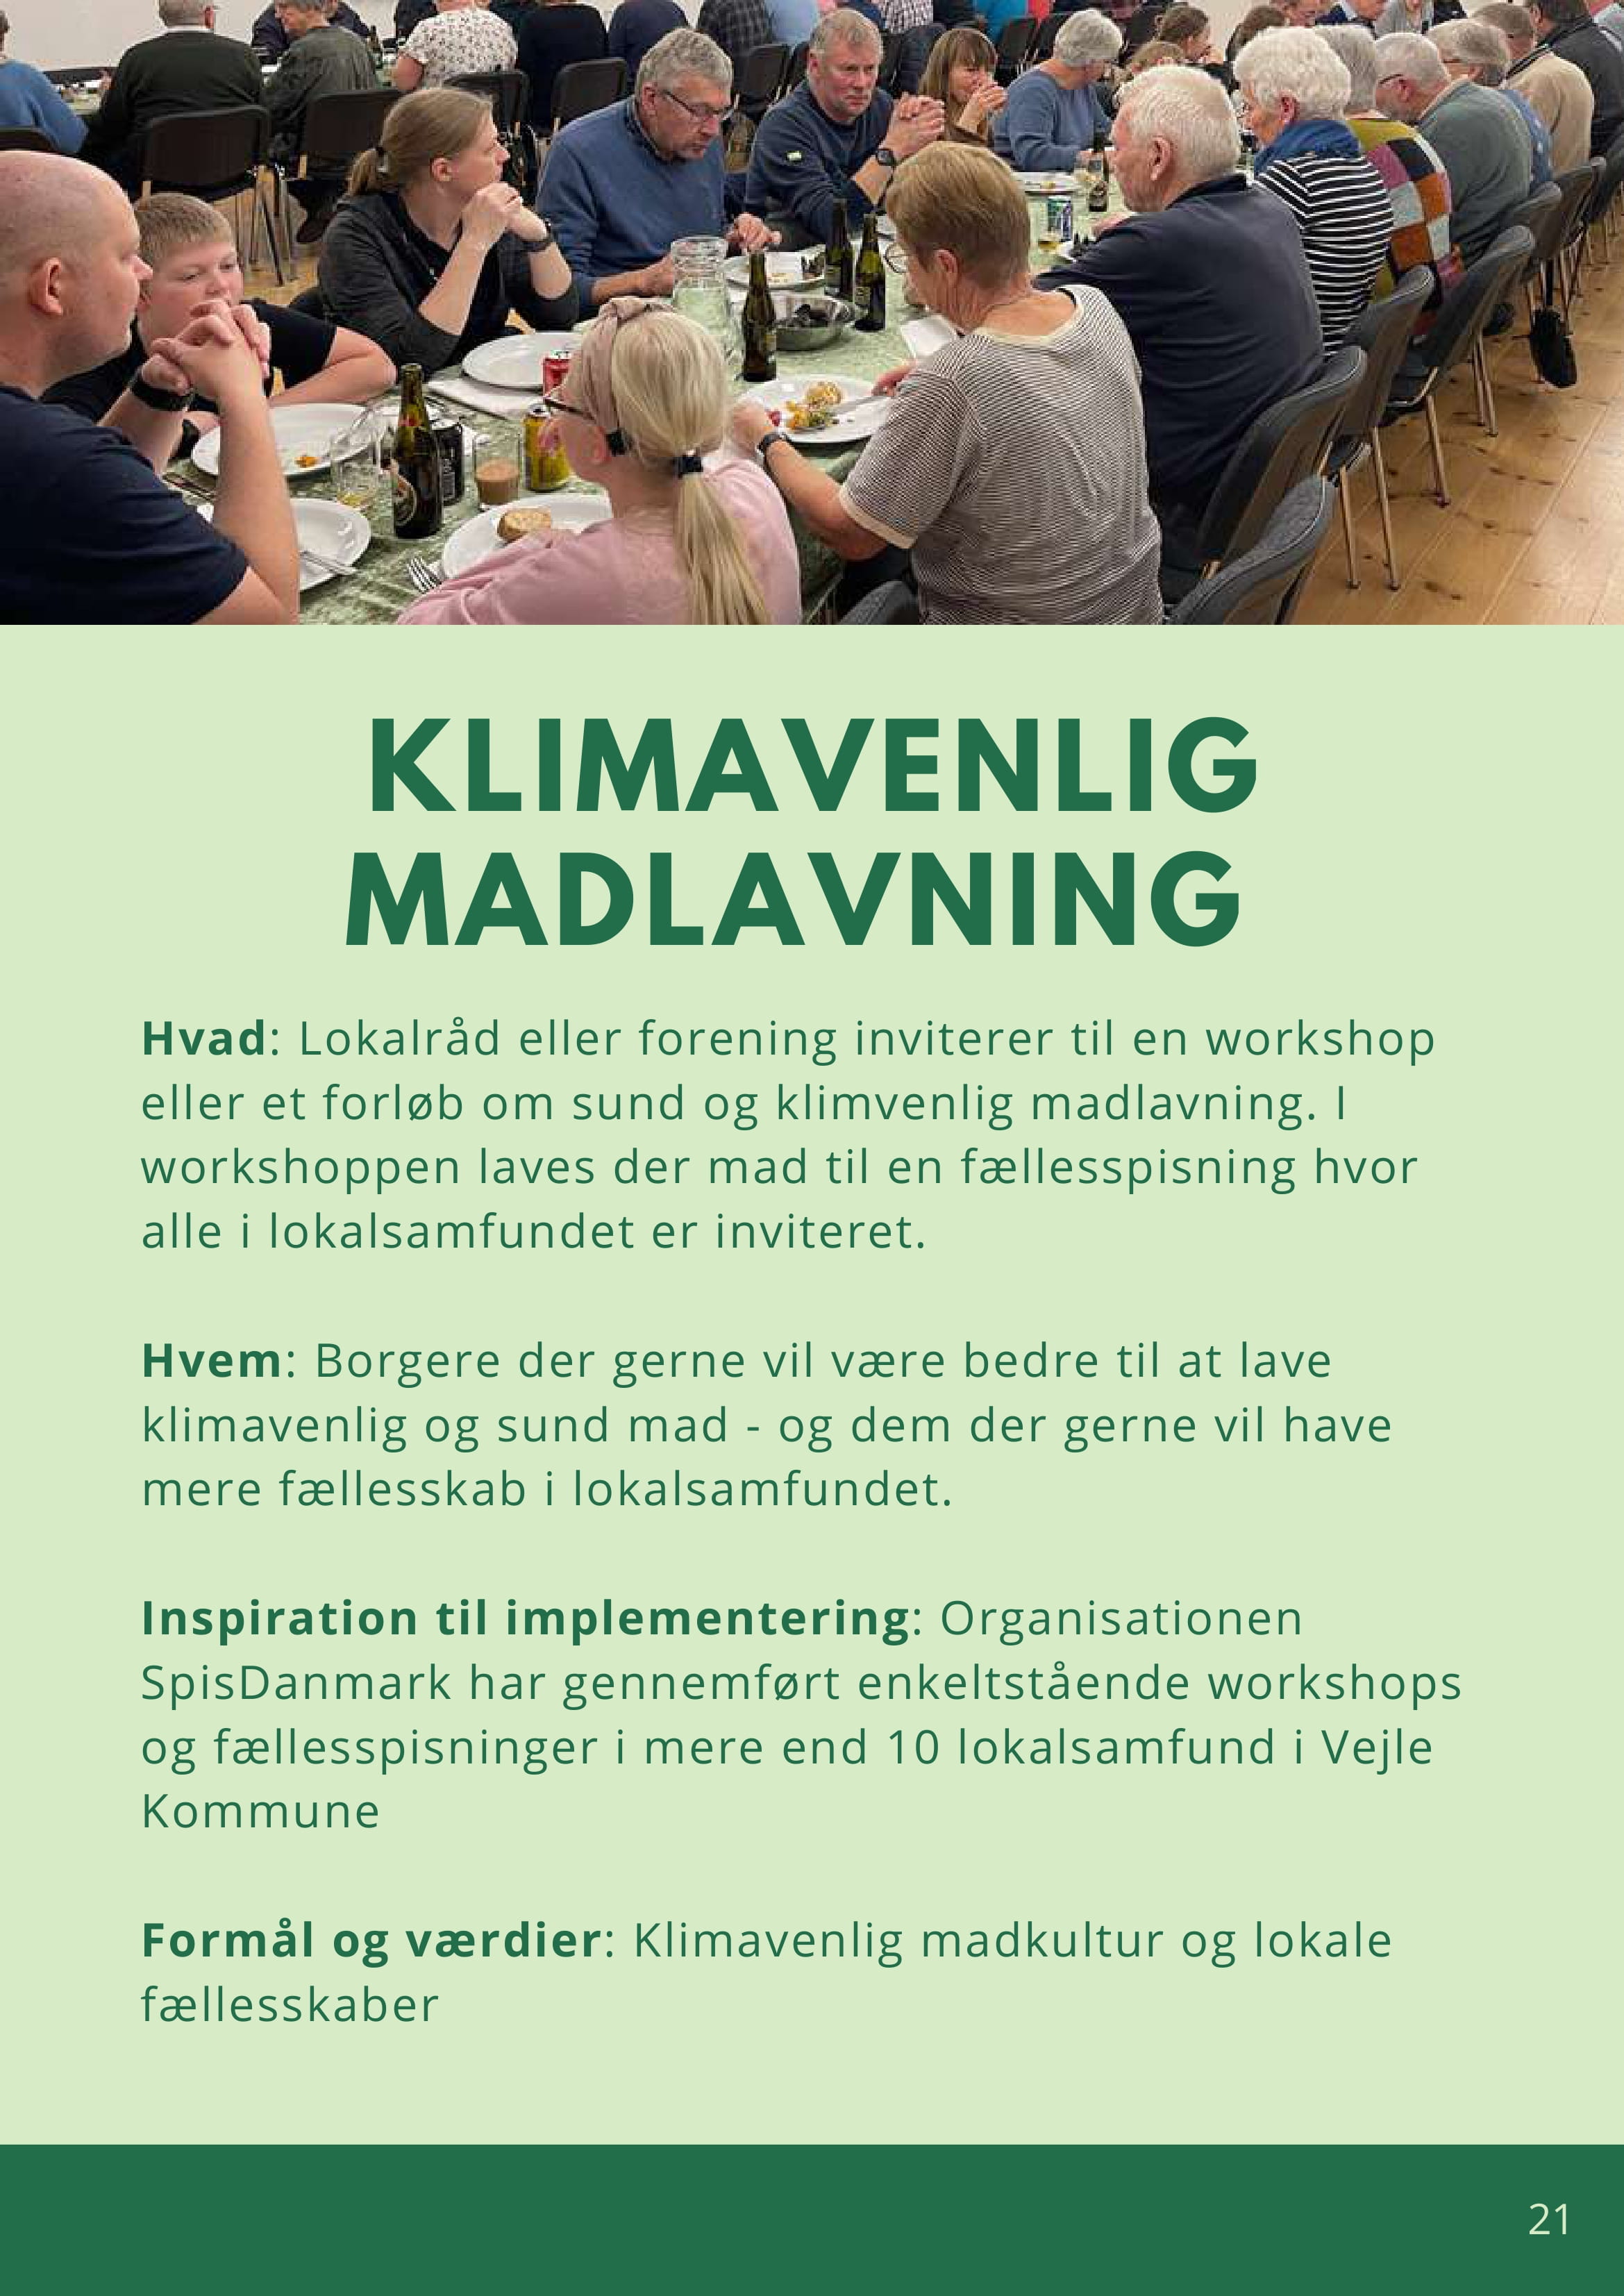 KLIMAVENLIG
MADLAVNING
Hvad: Lokalråd eller forening inviterer til en workshop
eller et forløb om sund og klimvenlig madlavning. I
workshoppen laves der mad til en fællesspisning hvor
alle i lokalsamfundet er inviteret.
Hvem: Borgere der gerne vil være bedre til at lave
klimavenlig og sund mad - og dem der gerne vil have
mere fællesskab i lokalsamfundet.
Inspiration til implementering: Organisationen
SpisDanmark har gennemført enkeltstående workshops
og fællesspisninger i mere end 10 lokalsamfund i Vejle
Kommune
Formål og værdier: Klimavenlig madkultur og lokale
fællesskaber
21